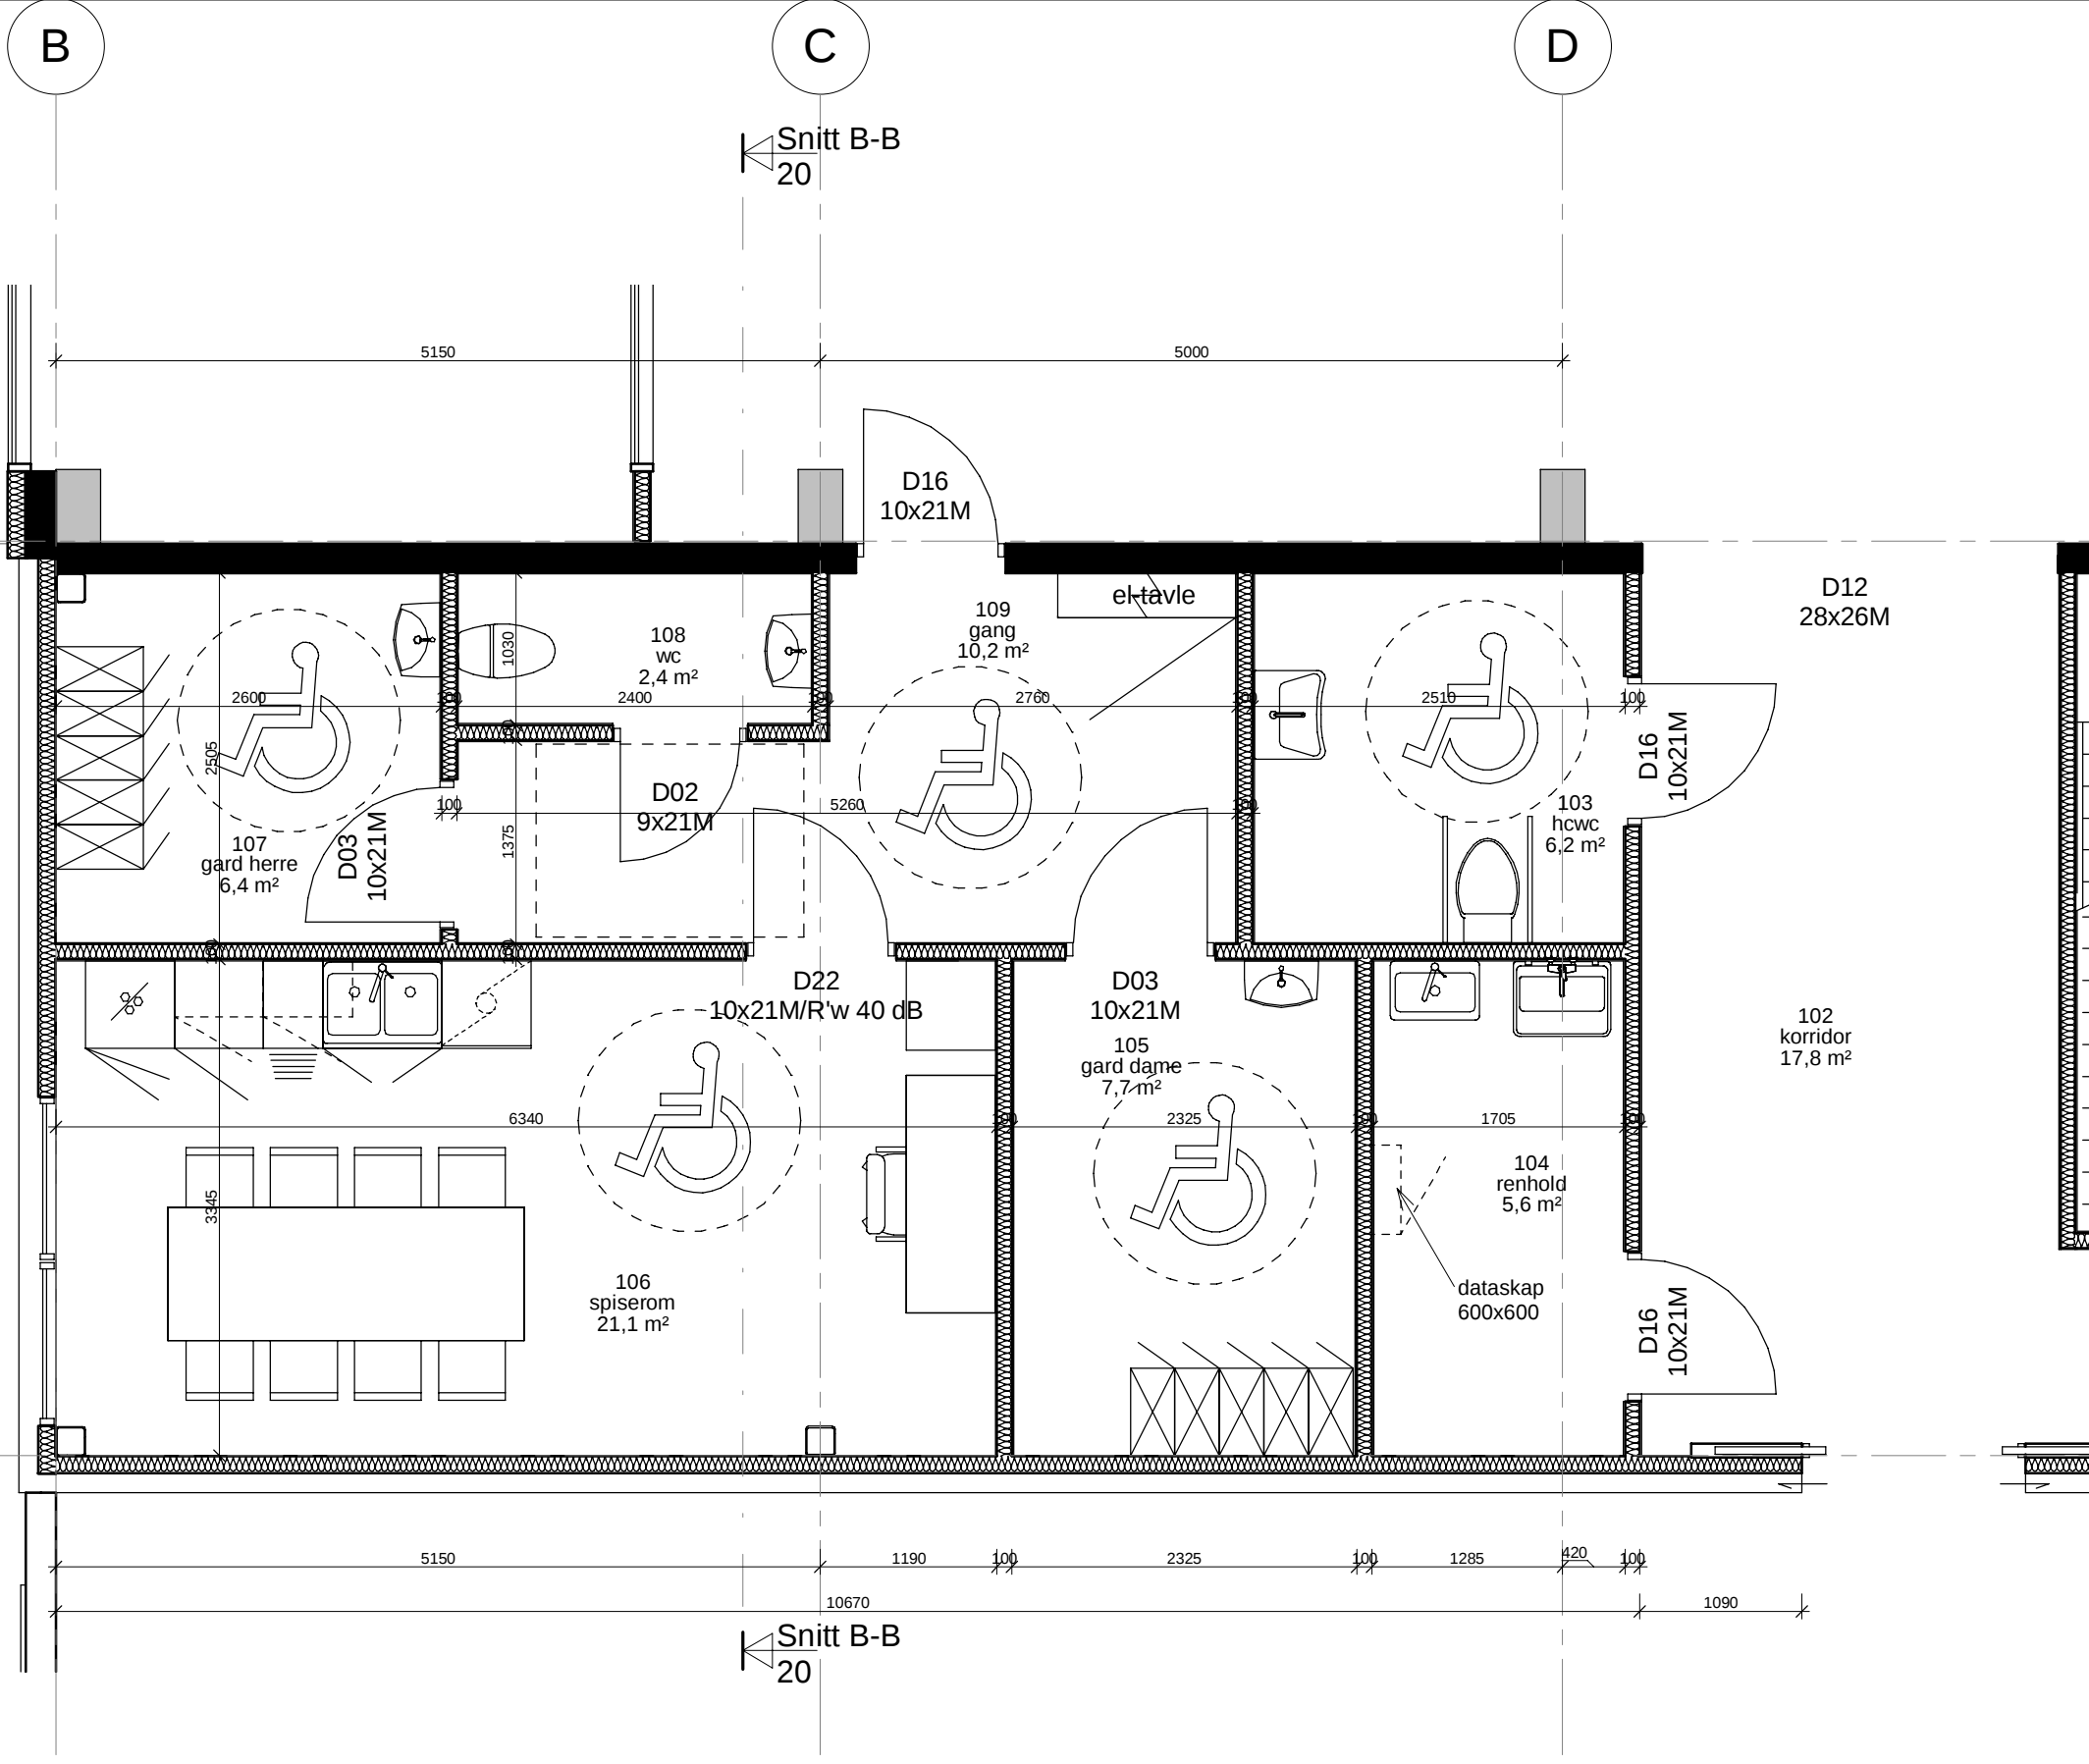 B
C
D
Snitt B-B
20
5150
5000
D16
10x21M
el-tavle
D12
28x26M
109
gang
10,2 m²
108
wc
2,4 m²
1030
2600
100
2400
100
2760
100
2510
100
2505
100
D16
10x21M
D02
9x21M
100
5260
100
103
hcwc
6,2 m²
107
gard herre
6,4 m²
D03
10x21M
1375
100
100
D22
10x21M/R'w 40 dB
D03
10x21M
102
korridor
17,8 m²
105
gard dame
7,7 m²
6340
100
2325
100
1705
100
104
renhold
5,6 m²
3345
106
spiserom
21,1 m²
dataskap
600x600
D16
10x21M
5150
1190
100
2325
100
1285
420
100
10670
1090
Snitt B-B
20